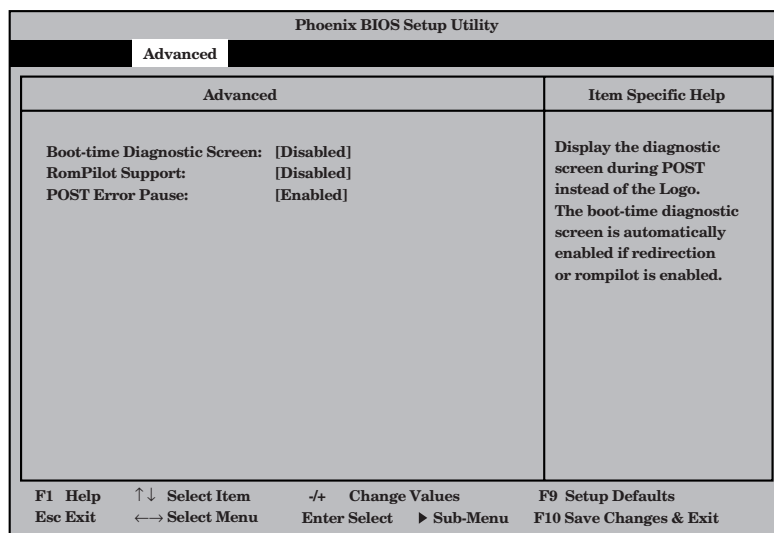 Phoenix BIOS Setup Utility
Advanced
Advanced
Item Specific Help
Boot-time Diagnostic Screen: [Disabled]
RomPilot Support: [Disabled]
POST Error Pause: [Enabled]
Display the diagnostic
screen during POST
instead of the Logo.
The boot-time diagnostic
screen is automatically
enabled if redirection
or rompilot is enabled.
F1 Help ↑↓ Select Item -/+ Change Values F9 Setup Defaults
Esc Exit ←→ Select Menu Enter Select ▶ Sub-Menu F10 Save Changes & Exit